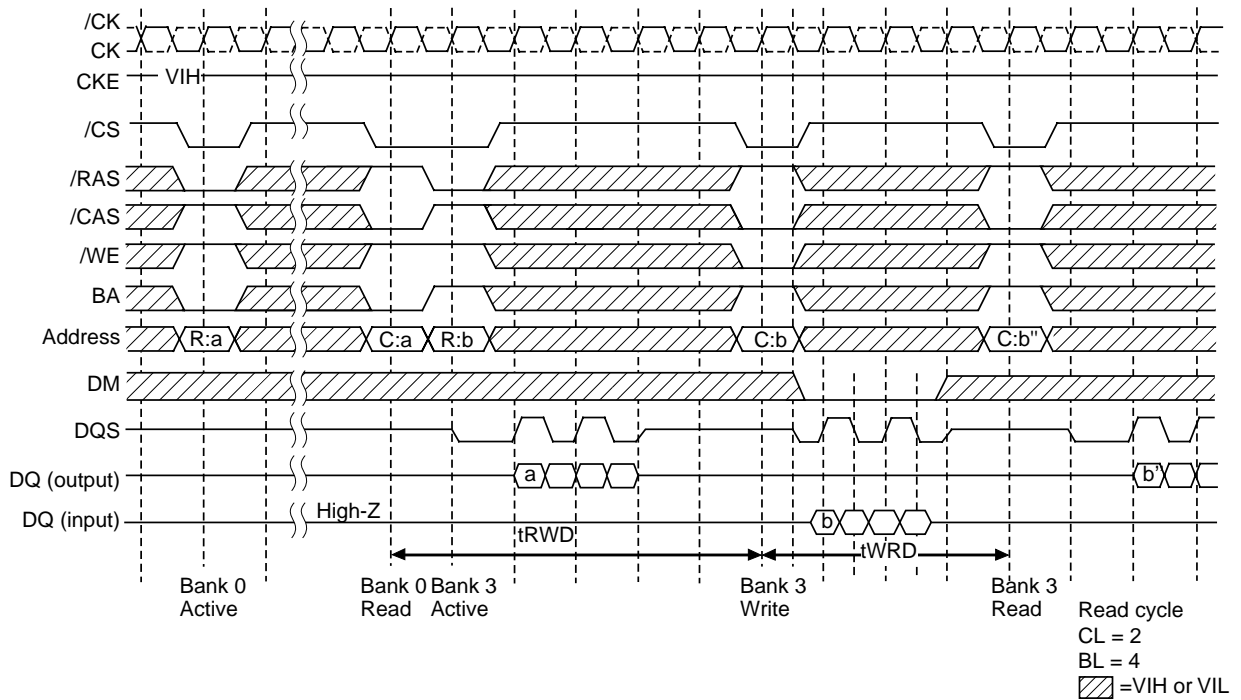 /CK
CK
CKE VIH
/CS
/RAS
/CAS
/WE
BA
Address R:a C:a R:b C:b C:b"
DM
DQS
DQ (output) a b'
DQ (input) High-Z b
tRWD tWRD
Bank 0 Active
Bank 0 Read
Bank 3 Active
Bank 3 Write
Bank 3 Read
Read cycle
CL = 2
BL = 4
=VIH or VIL